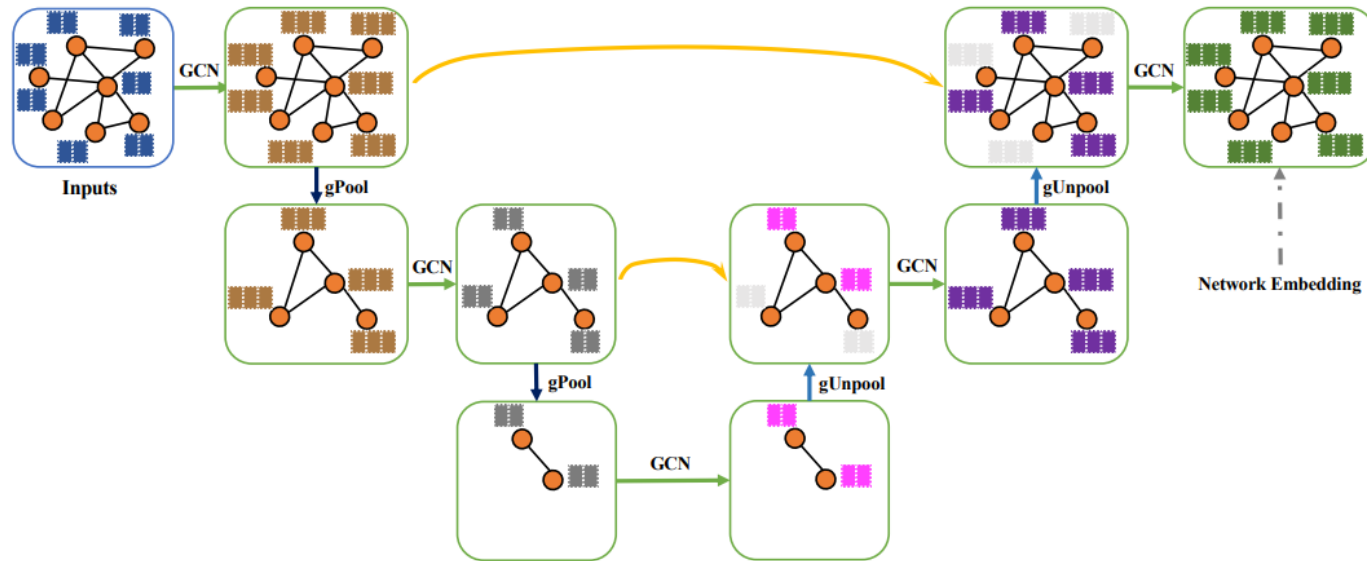 GCN
GCN
Inputs
gPool
gUnpool
GCN
GCN
Network Embedding
gPool
gUnpool
GCN